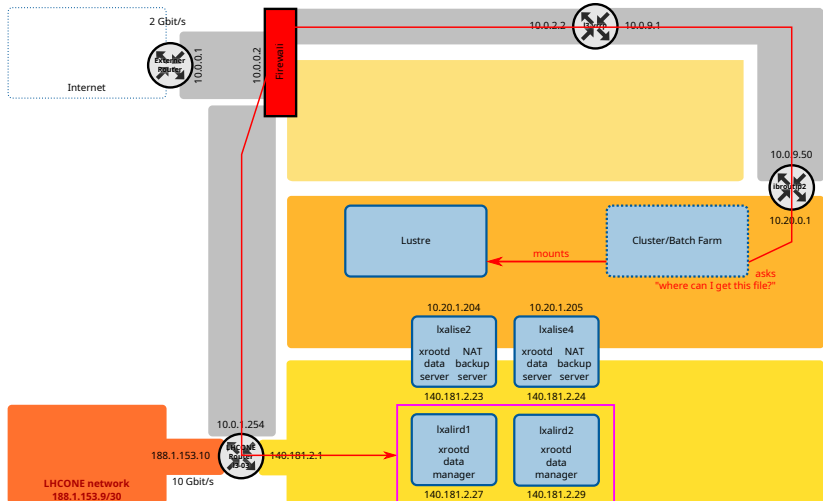 2 Gbit/s
Externer
Router
10.0.0.1
10.0.0.2
Firewall
Internet
10.0.2.2
10.0.9.1
10.0.9.50
10.20.0.1
Lustre
Cluster/Batch Farm
mounts
asks
"where can I get this file?"
10.20.1.204
10.20.1.205
lxalise2
xrootd NAT
data backup
server server
lxalise4
xrootd NAT
data backup
server server
140.181.2.23
140.181.2.24
10.0.1.254
188.1.153.10
LHCONE
Router
140.181.2.1
10 Gbit/s
lxalird1
xrootd
data
manager
lxalird2
xrootd
data
manager
140.181.2.27
140.181.2.29
LHCONE network
188.1.153.9/30